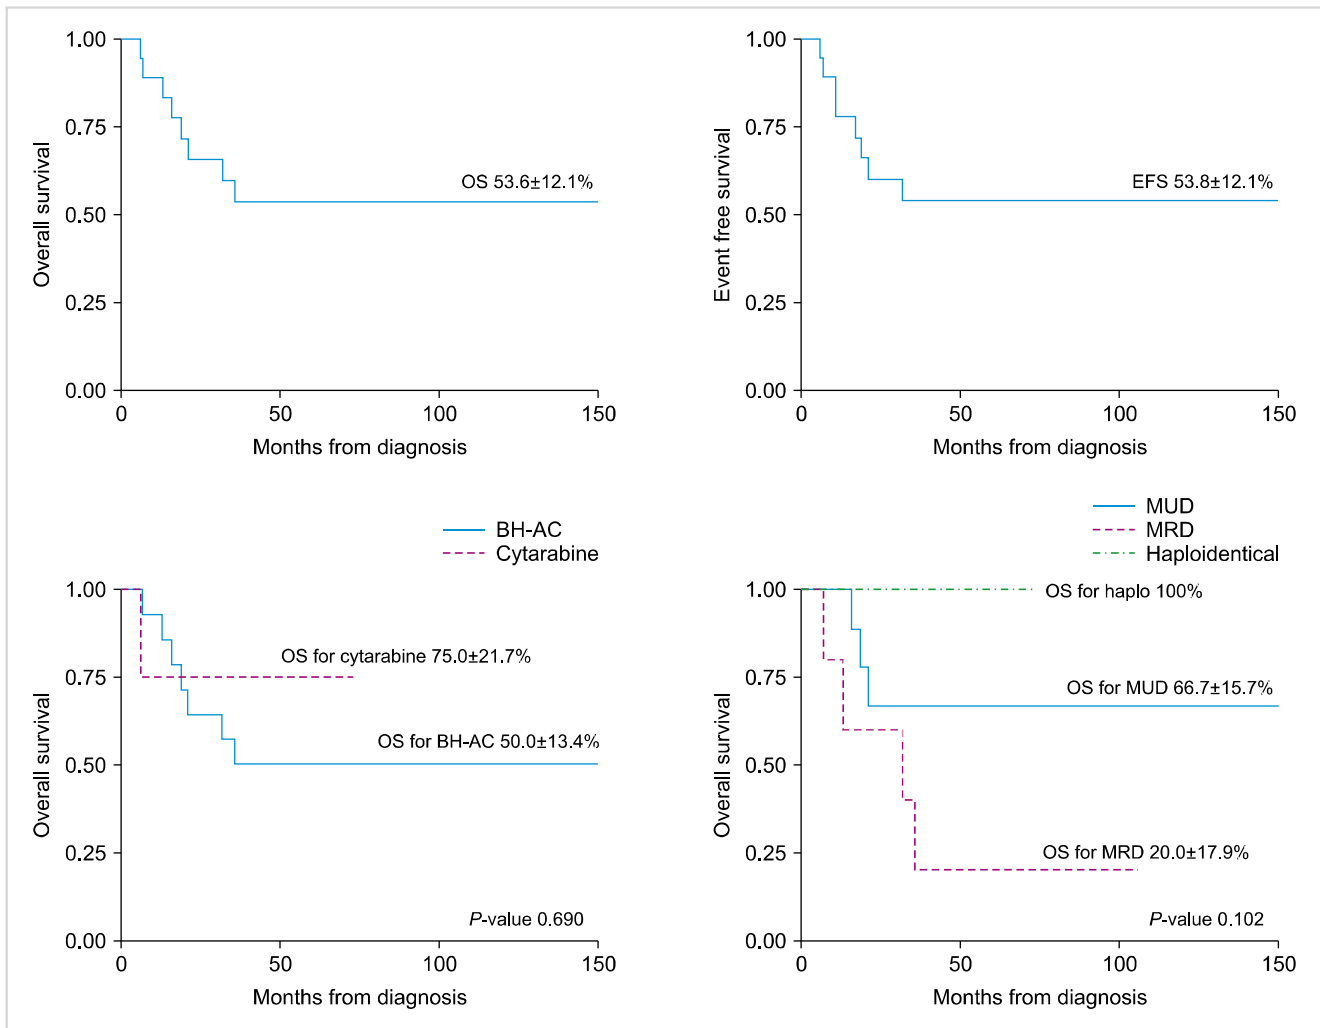 1.00
0.75
0.50
0.25
0.00
Overall survival
OS 53.6±12.1%
0 50 100 150
Months from diagnosis
1.00
0.75
0.50
0.25
0.00
Event free survival
EFS 53.8±12.1%
0 50 100 150
Months from diagnosis
BH-AC
Cytarabine
1.00
0.75
0.50
0.25
0.00
Overall survival
OS for cytarabine 75.0±21.7%
OS for BH-AC 50.0±13.4%
P-value 0.690
0 50 100 150
Months from diagnosis
MUD
MRD
Haploidentical
1.00
0.75
0.50
0.25
0.00
Overall survival
OS for haplo 100%
OS for MUD 66.7±15.7%
OS for MRD 20.0±17.9%
P-value 0.102
0 50 100 150
Months from diagnosis